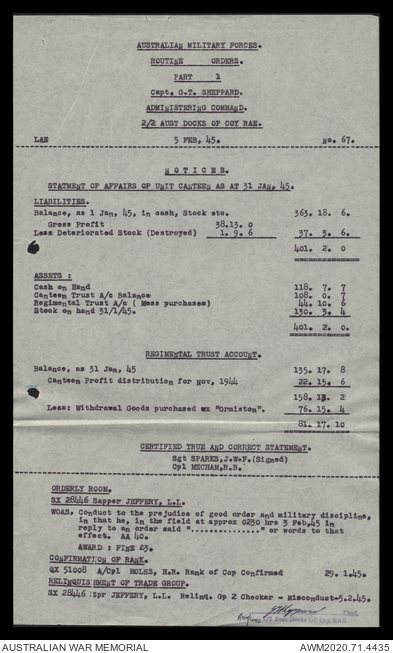 AUSTRALIAN MILITARY FORCES.
ROUTINE ORDERS.
PART 1
Capt. G.T. SHEPPARD.
ADMINISTERING COMMAND.
2/2 AUST DOCKS OP COY RAE.
LAE 5 FEB, 45. No. 67.
NOTICES.
STATMENT OF AFFAIRS OF UNIT CANTEEN AS AT 31 JAN, 45.
LIABILITIES.
Balance, as 1 Jan, 45, in cash, Stock etc. 363. 18. 6.
Gross Profit 38.13. 0
Less Deteriorated Stock (Destroyed) 1. 9. 6 37. 3. 6.
401. 2. 0
ASSETS :
Cash on Hand 118. 7. 7
Canteen Trust A/c Balance 108. 0. 7
Regimental Trust A/c ( Mess purchases) 44. 10. 6
Stock on hand 31/1/45. 130. 3. 4
401. 2. 0.
REGIMENTAL TRUST ACCOUNT.
Balance, as 31 Jan, 45 135. 17. 8
Canteen Profit distribution for Nov, 1944 22. 15. 6
158. 13. 2
Less: Withdrawal Goods purchased ex "Ormiston". 76. 15. 4
81. 17. 10
CERTIFIED TRUE AND CORRECT STATEMENT.
Sgt SPARKS, J.W.F.(Signed)
Cpl MECHAM,R.B.
ORDERLY ROOM.
SX 28446 Sapper JEFFERY, L.L.
WOAS, Conduct to the prejudice of good order and military discipline,
in that he, in the field at approx 0230 hrs 3 Feb,45 in
reply to an order said "..............." or words to that
effect. AA 40.
AWARD : FINE £3.
CONFIRMATION OF RANK.
QX 51008 A/Cpl ROLES, H.R. Rank of Cop Confirmed 29. 1.45.
RELINQUISHMENT OF TRADE GROUP.
SX 28446 Spr JEFFERY, L.L. Relinq. Gp 2 Checker - Misconduct-5.2.45.
Capt.
2/2 Aust Docks Op Coy RAE
AUSTRALIAN WAR MEMORIAL AWM2020.71.4435